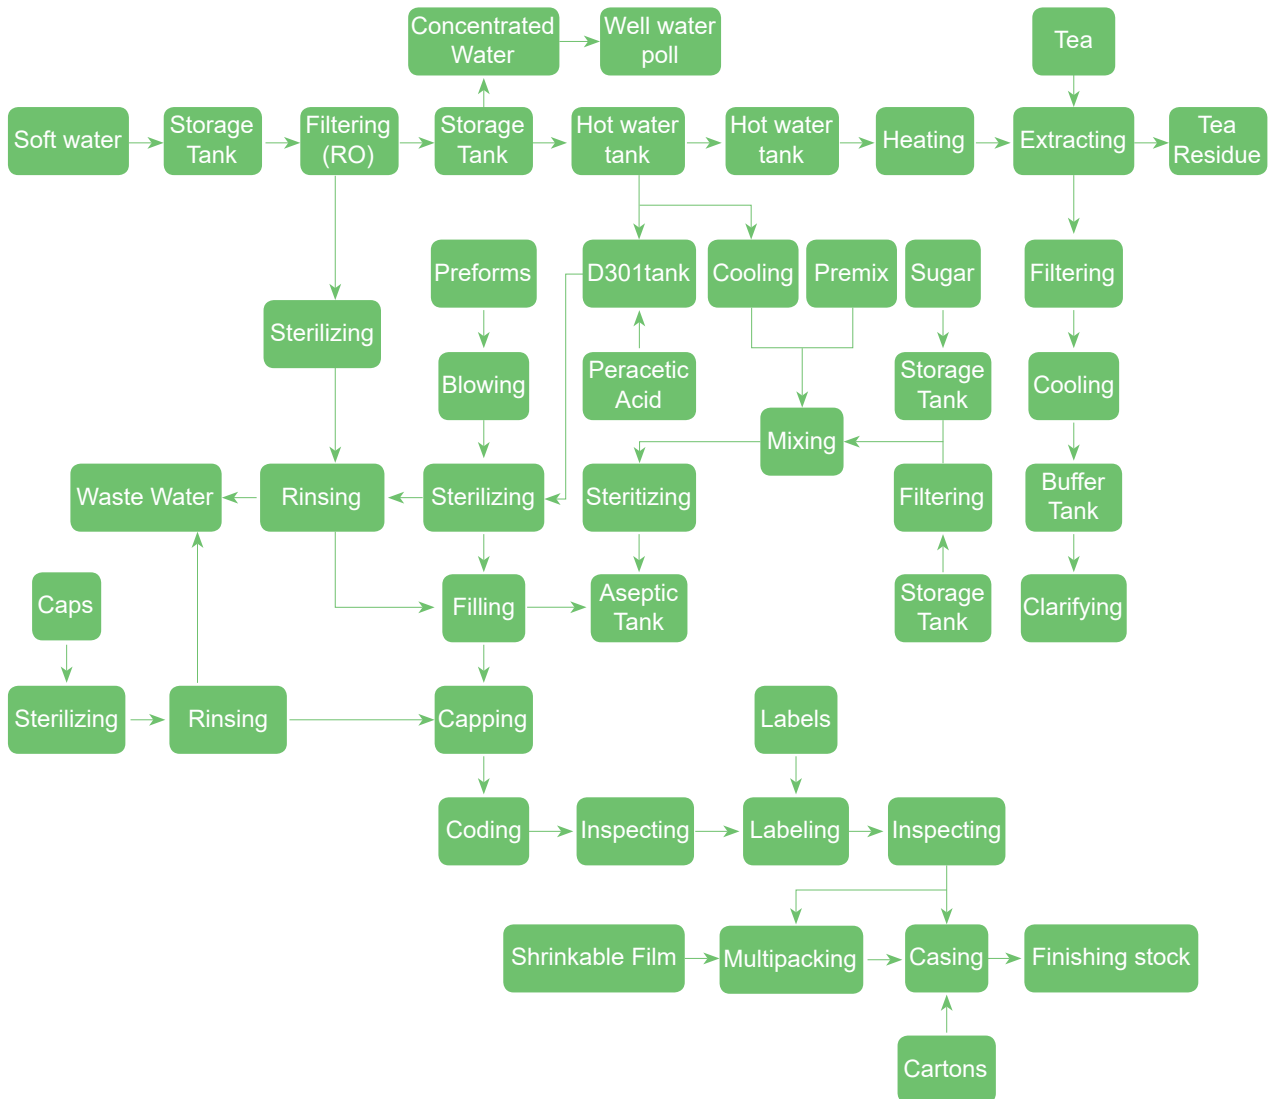 Concentrated
Water
Well water
poll
Tea
Soft water
Storage
Tank
Filtering
(RO)
Storage
Tank
Hot water
tank
Hot water
tank
Heating
Extracting
Tea
Residue
Preforms
D301tank
Cooling
Premix
Sugar
Filtering
Sterilizing
Blowing
Peracetic
Acid
Storage
Tank
Cooling
Mixing
Waste Water
Rinsing
Sterilizing
Steritizing
Filtering
Buffer
Tank
Caps
Filling
Aseptic
Tank
Storage
Tank
Clarifying
Sterilizing
Rinsing
Capping
Labels
Coding
Inspecting
Labeling
Inspecting
Shrinkable Film
Multipacking
Casing
Finishing stock
Cartons